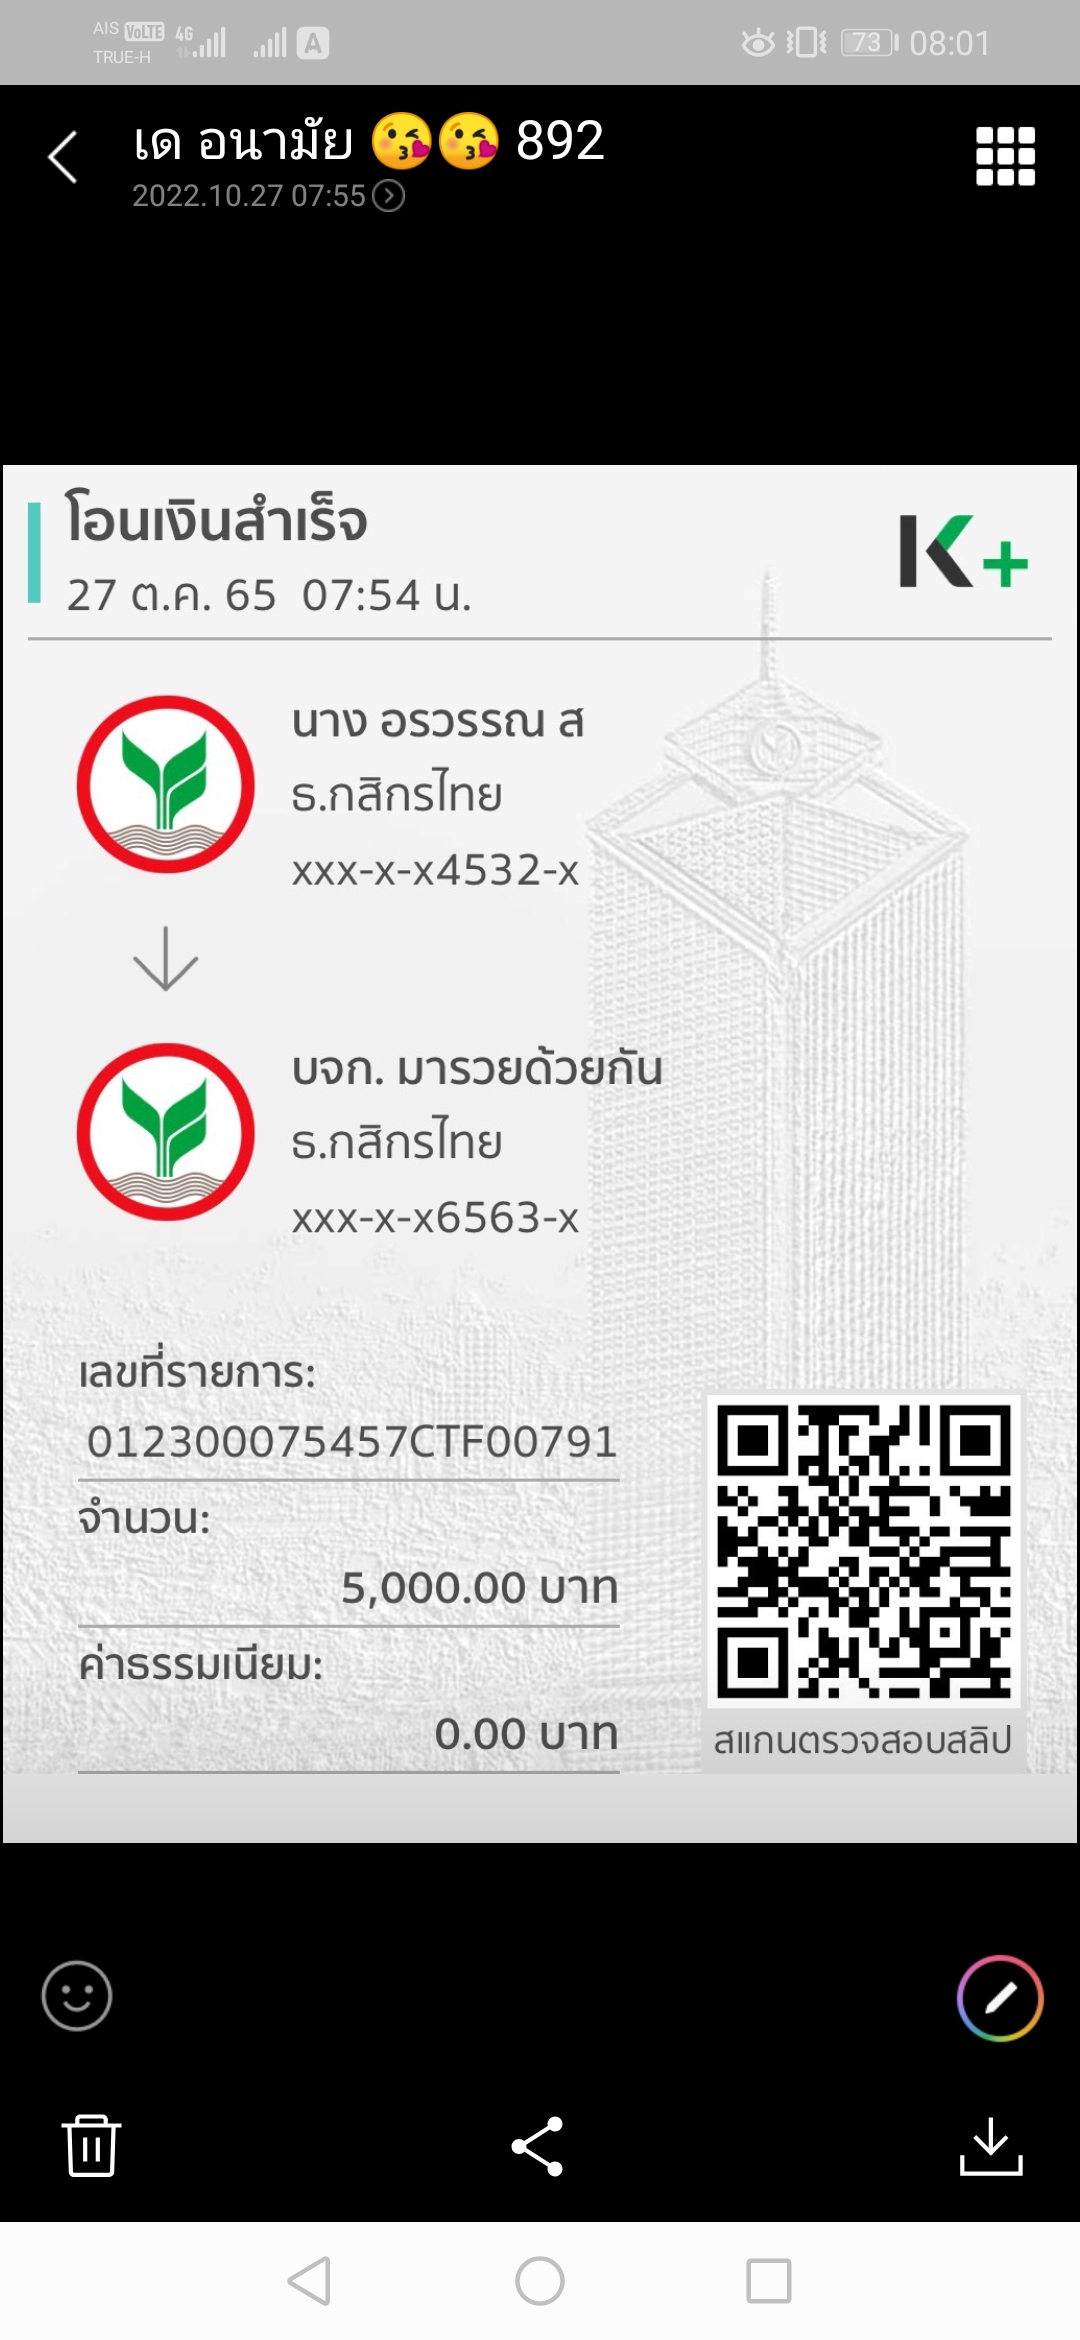 AIS VoLTE 4G A 73 08:01
TRUE-H
เด อนามัย 😘😘 892
2022.10.27 07:55
โอนเงินสำเร็จ
27 ต.ค. 65 07:54 น.
K+
นาง อรวรรณ ส
ธ.กสิกรไทย
xxx-x-x4532-x
บจก. มารวยด้วยกัน
ธ.กสิกรไทย
xxx-x-x6563-x
เลขที่รายการ:
012300075457CTF00791
จำนวน:
5,000.00 บาท
ค่าธรรมเนียม:
0.00 บาท
สแกนตรวจสอบสลิป